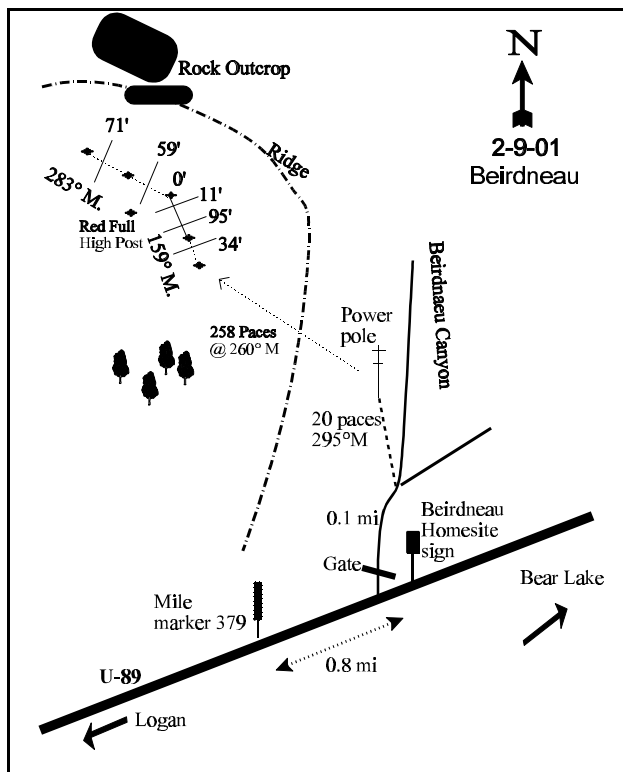 Rock Outcrop
N
2-9-01
Beirdneau
71'
59'
0'
11'
95'
34'
283° M.
159° M.
Red Full
High Post
Ridge
258 Paces
@ 260° M
Power
pole
Beirdnaeu Canyon
20 paces
295°M
0.1 mi
Beirdneau
Homesite
sign
Gate
Mile
marker 379
Bear Lake
0.8 mi
U-89
Logan